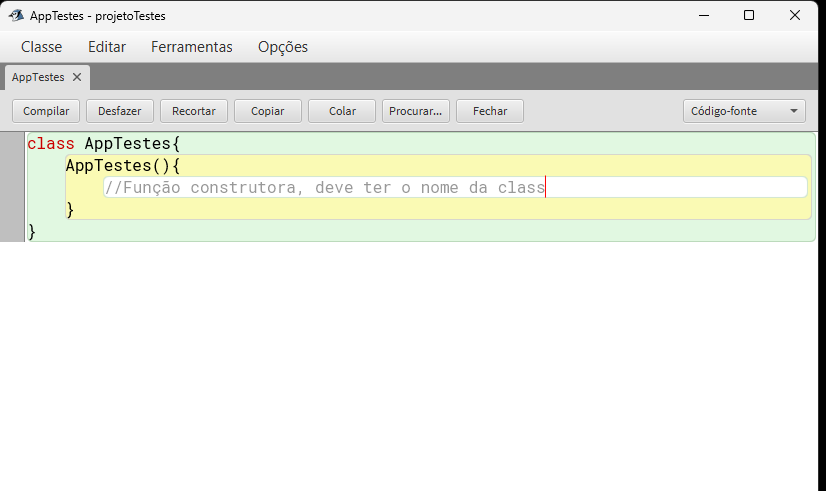 AppTestes - projetoTestes
Classe Editar Ferramentas Opções
AppTestes
Compilar Desfazer Recortar Copiar Colar Procurar... Fechar Código-fonte
class AppTestes{
AppTestes(){
//Função construtora, deve ter o nome da class
}
}